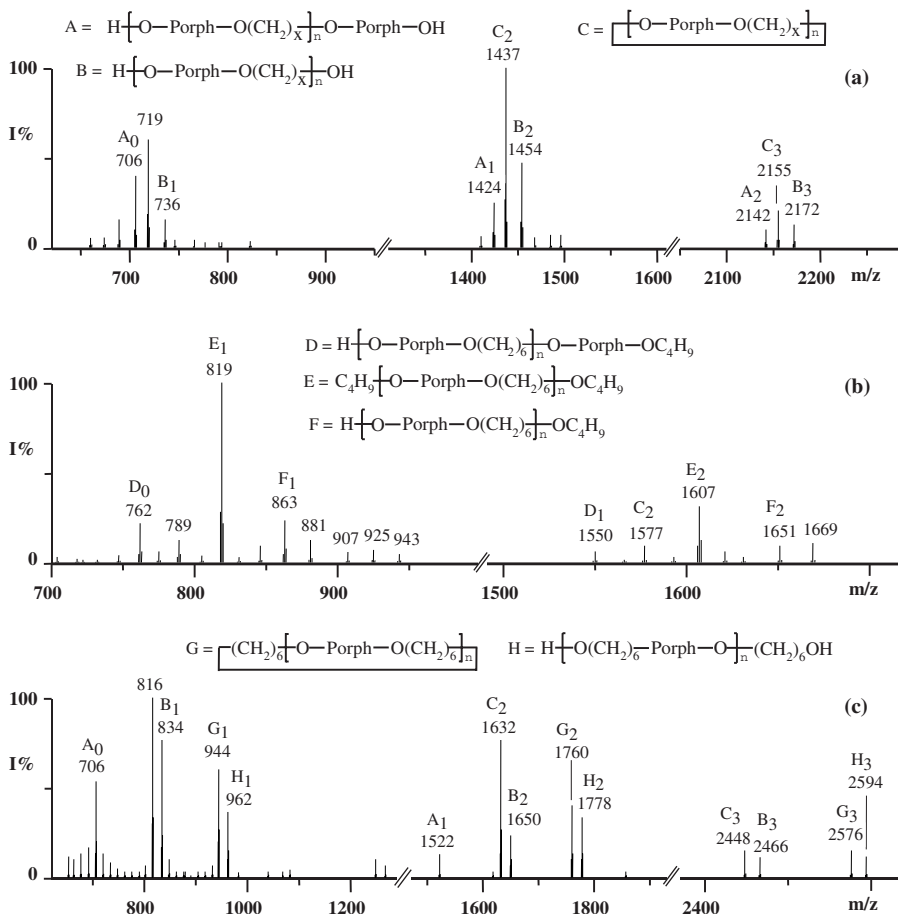 A = H[O—Porph—O(CH2)x]nO—Porph—OH
C = [O—Porph—O(CH2)x]n
B = H[O—Porph—O(CH2)x]nOH
(a)
100
I%
0
A0
706
719
B1
736
A1
1424
C2
1437
B2
1454
A2
2142
C3
2155
B3
2172
700 800 900 1400 1500 1600 2100 2200 m/z
D = H[O—Porph—O(CH2)6]nO—Porph—OC4H9
E = C4H9[O—Porph—O(CH2)6]nOC4H9
F = H[O—Porph—O(CH2)6]nOC4H9
(b)
100
I%
0
D0
762
789
E1
819
F1
863
881
907
925
943
D1
1550
C2
1577
E2
1607
F2
1651
1669
700 800 900 1500 1600 m/z
G = (CH2)6[O—Porph—O(CH2)6]n
H = H[O(CH2)6—Porph—O]n(CH2)6OH
(c)
100
I%
0
A0
706
816
B1
834
G1
944
H1
962
A1
1522
C2
1632
B2
1650
G2
1760
H2
1778
C3
2448
B3
2466
G3
2576
H3
2594
800 1000 1200 1600 1800 2400 m/z